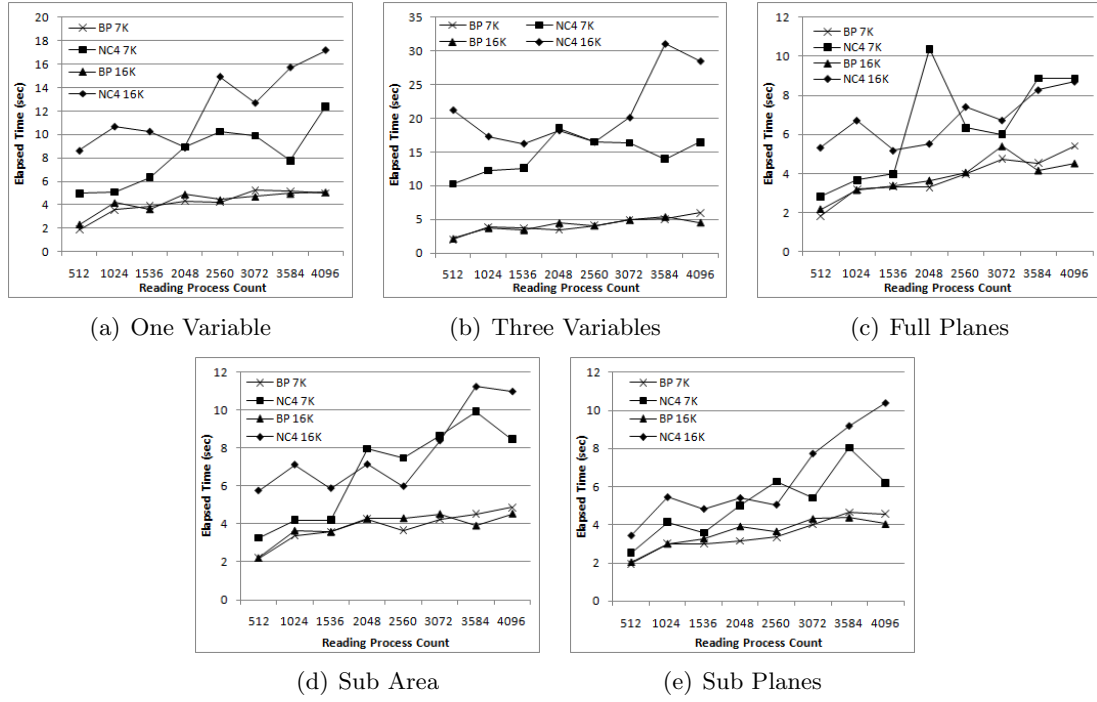 20
18
16
14
12
10
8
6
4
2
0
Elapsed Time (sec)
BP 7K
NC4 7K
BP 16K
NC4 16K
512 1024 1536 2048 2560 3072 3584 4096
Reading Process Count
(a) One Variable
35
30
25
20
15
10
5
0
Elapsed Time (sec)
BP 7K NC4 7K
BP 16K NC4 16K
512 1024 1536 2048 2560 3072 3584 4096
Reading Process Count
(b) Three Variables
12
10
8
6
4
2
0
Elapsed Time (sec)
BP 7K
NC4 7K
BP 16K
NC4 16K
512 1024 1536 2048 2560 3072 3584 4096
Reading Process Count
(c) Full Planes
12
10
8
6
4
2
0
Elapsed Time (sec)
BP 7K
NC4 7K
BP 16K
NC4 16K
512 1024 1536 2048 2560 3072 3584 4096
Reading Process Count
(d) Sub Area
12
10
8
6
4
2
0
Elapsed Time (sec)
BP 7K
NC4 7K
BP 16K
NC4 16K
512 1024 1536 2048 2560 3072 3584 4096
Reading Process Count
(e) Sub Planes